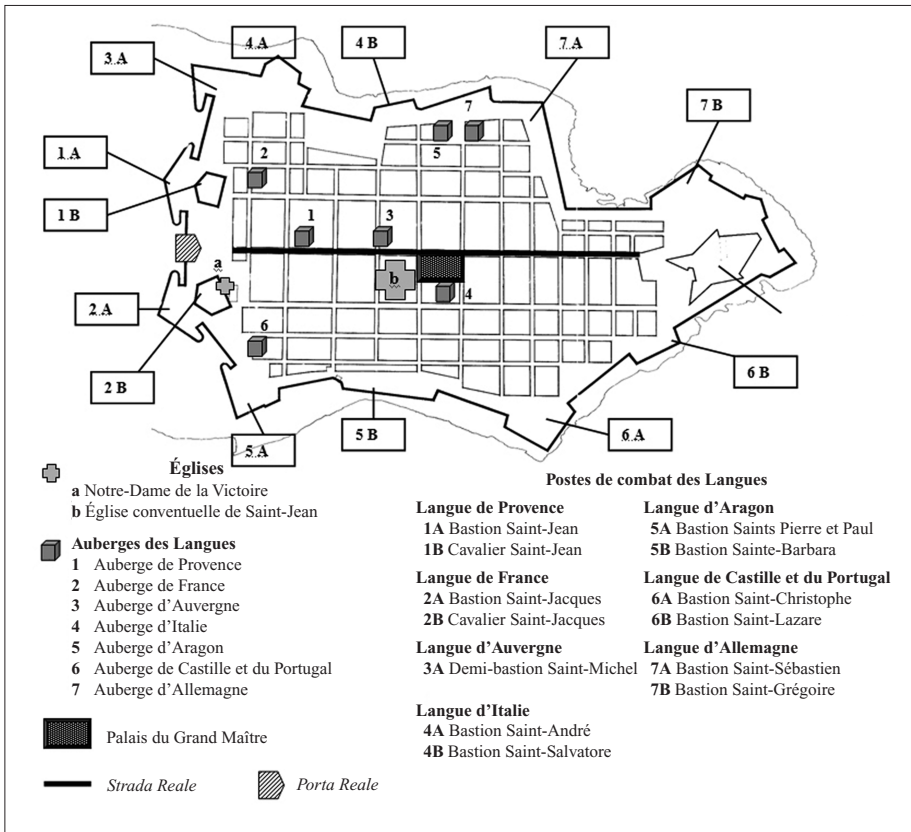 4 A
4 B
7 A
3 A
7
7 B
5
2
1 A
1 B
1
3
a
b
4
2 A
6
2 B
6 B
5 A
5 B
6 A
Églises
a Notre-Dame de la Victoire
b Église conventuelle de Saint-Jean
Auberges des Langues
1 Auberge de Provence
2 Auberge de France
3 Auberge d’Auvergne
4 Auberge d’Italie
5 Auberge d’Aragon
6 Auberge de Castille et du Portugal
7 Auberge d’Allemagne
Palais du Grand Maître
Strada Reale
Porta Reale
Postes de combat des Langues
Langue de Provence
1A Bastion Saint-Jean
1B Cavalier Saint-Jean
Langue de France
2A Bastion Saint-Jacques
2B Cavalier Saint-Jacques
Langue d’Auvergne
3A Demi-bastion Saint-Michel
Langue d’Italie
4A Bastion Saint-André
4B Bastion Saint-Salvatore
Langue d’Aragon
5A Bastion Saints Pierre et Paul
5B Bastion Sainte-Barbara
Langue de Castille et du Portugal
6A Bastion Saint-Christophe
6B Bastion Saint-Lazare
Langue d’Allemagne
7A Bastion Saint-Sébastien
7B Bastion Saint-Grégoire